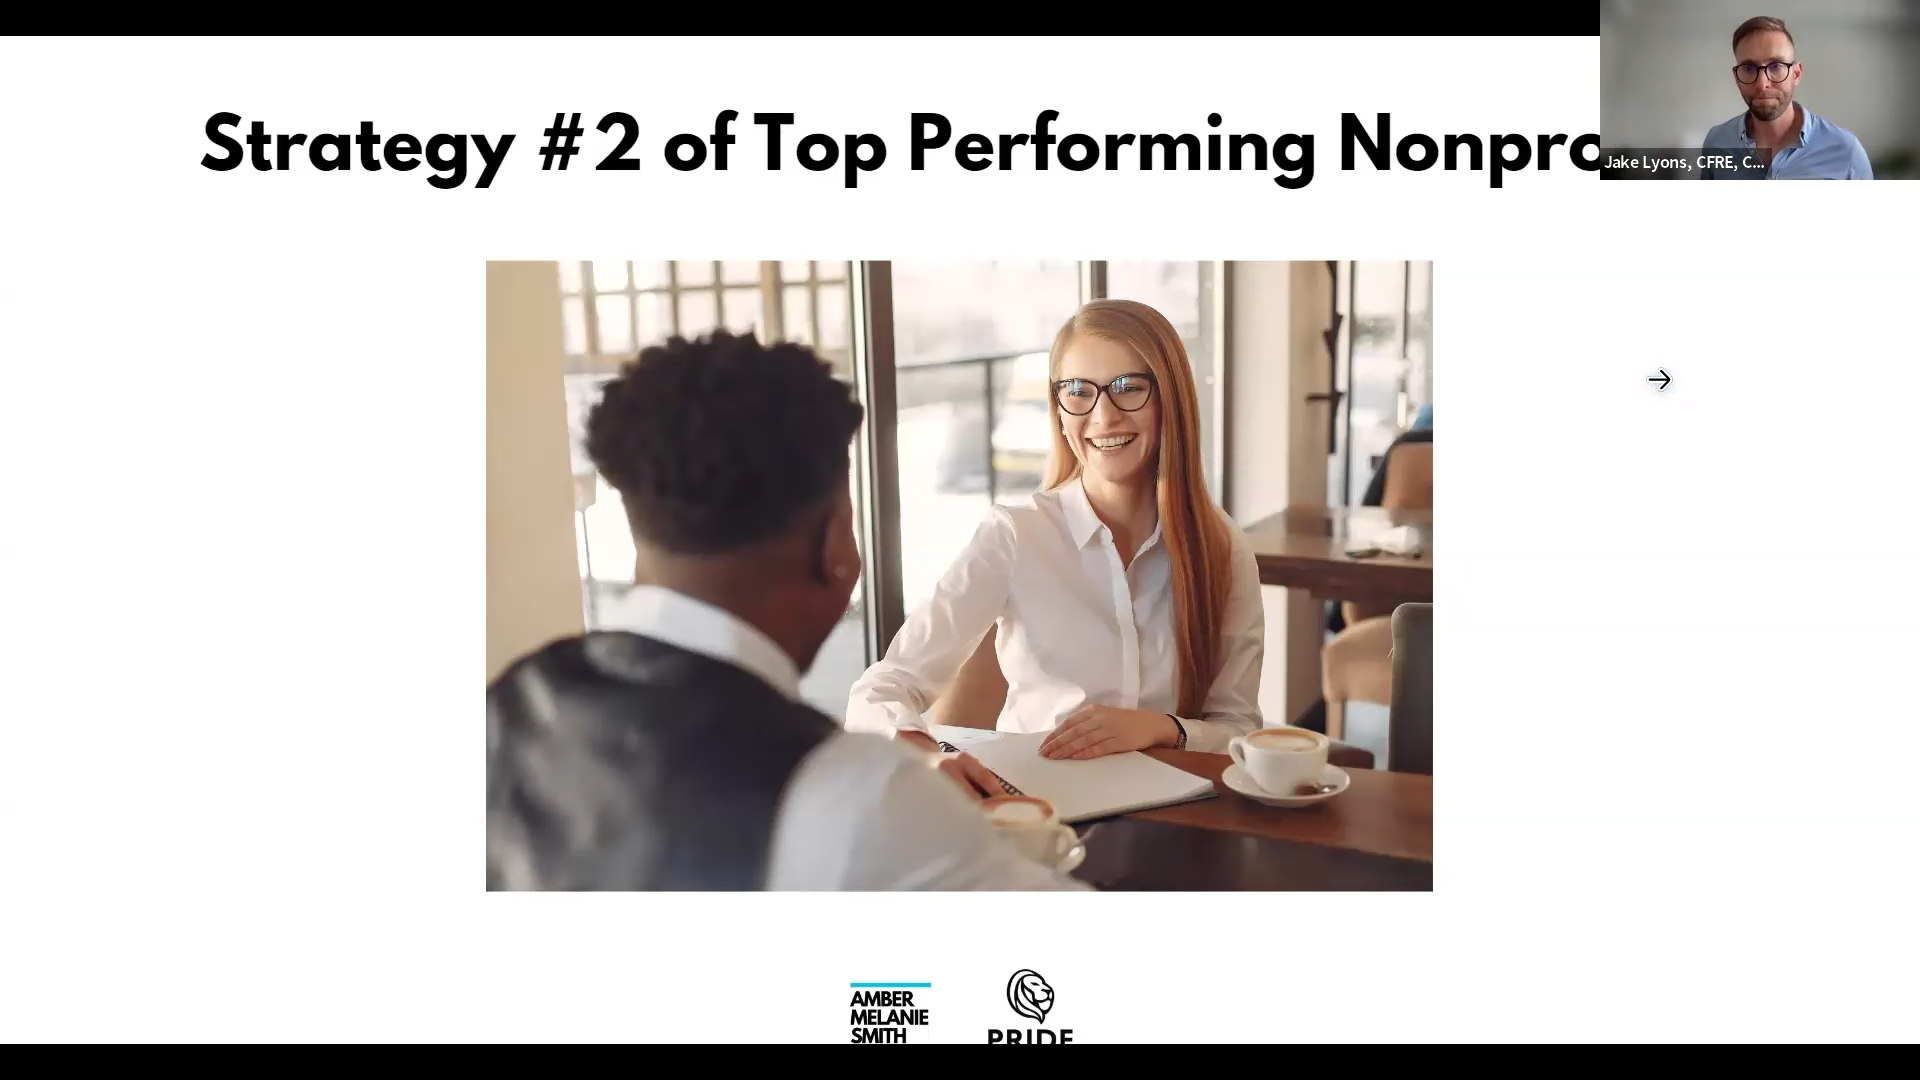 Strategy #2 of Top Performing Nonpro
Jake Lyons, CFRE, C...
AMBER
MELANIE
SMITH
PRIDE